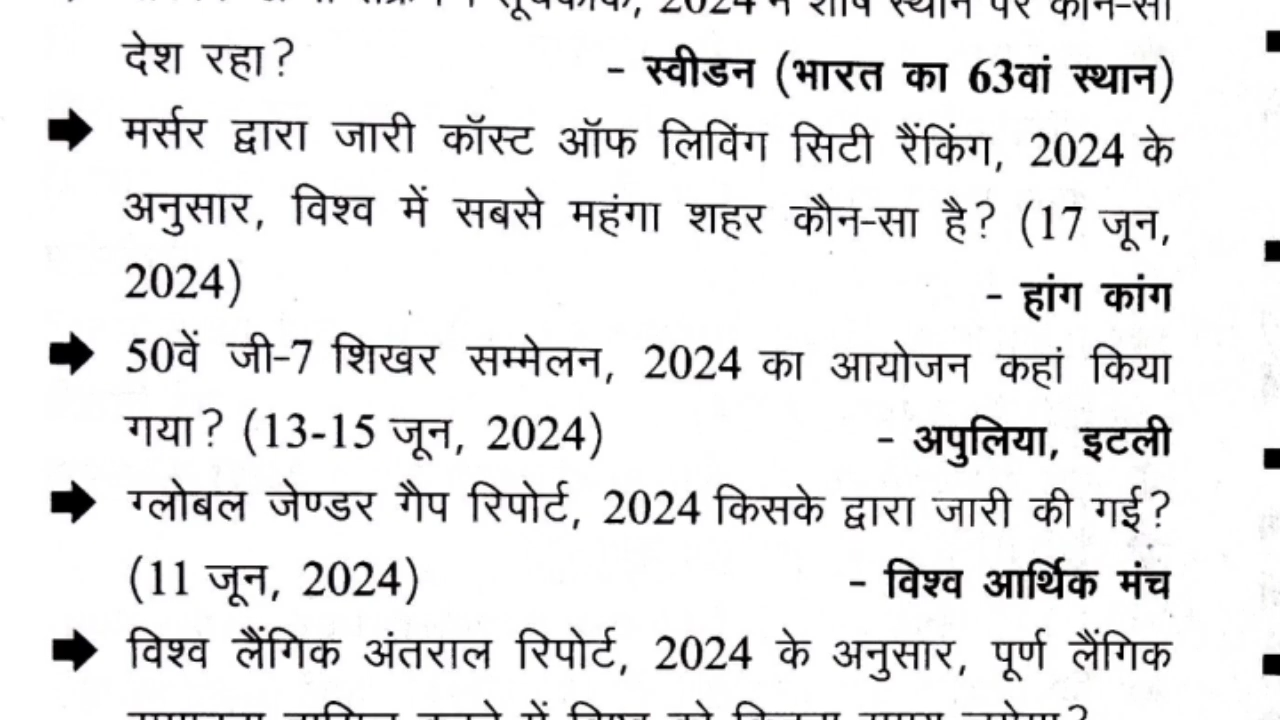 2024 में शीर्ष स्थान पर कौन-सा
देश रहा? - स्वीडन (भारत का 63वां स्थान)
मर्सर द्वारा जारी कॉस्ट ऑफ लिविंग सिटी रैंकिंग, 2024 के
अनुसार, विश्व में सबसे महंगा शहर कौन-सा है? (17 जून,
2024) - हांग कांग
50वें जी-7 शिखर सम्मेलन, 2024 का आयोजन कहां किया
गया? (13-15 जून, 2024) - अपुलिया, इटली
ग्लोबल जेण्डर गैप रिपोर्ट, 2024 किसके द्वारा जारी की गई?
(11 जून, 2024) - विश्व आर्थिक मंच
विश्व लैंगिक अंतराल रिपोर्ट, 2024 के अनुसार, पूर्ण लैंगिक